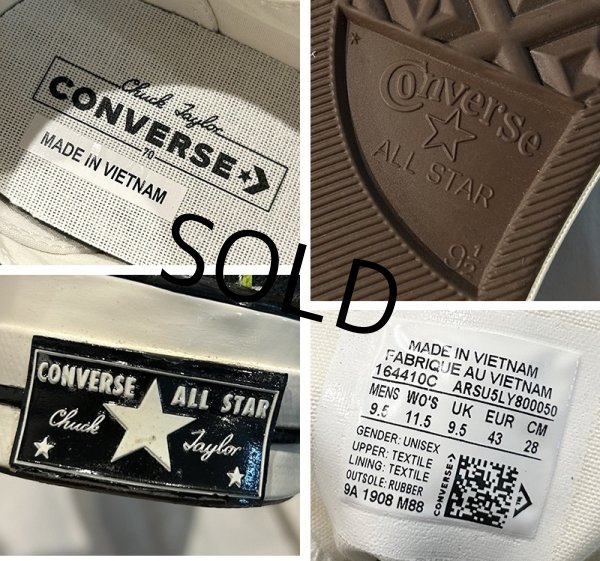 Chuck Taylor
CONVERSE
70
MADE IN VIETNAM
Converse
ALL STAR
9 1/2
SOLD
CONVERSE ALL STAR
Chuck Taylor
MADE IN VIETNAM
FABRIQUE AU VIETNAM
164410C ARSU5LY800050
MENS WO'S UK EUR CM
9.5 11.5 9.5 43 28
GENDER: UNISEX
UPPER: TEXTILE
LINING: TEXTILE
OUTSOLE: RUBBER
9A 1908 M88
CONVERSE